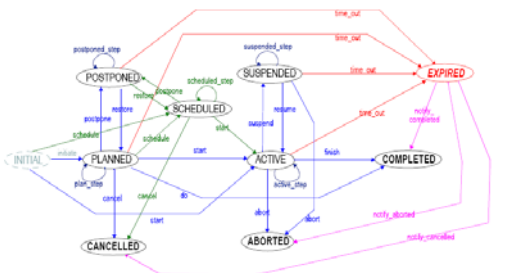 time_out
postponed_step
suspended_step
time_out
POSTPONED
scheduled_step
SUSPENDED
time_out
EXPIRED
restore
postpone
restore
SCHEDULED
resume
time_out
notify_
completed
postpone
schedule
schedule
start
suspend
INITIAL
initiate
PLANNED
start
ACTIVE
finish
COMPLETED
plan_step
active_step
cancel
cancel
do
start
abort
abort
notify_aborted
notify_cancelled
CANCELLED
ABORTED